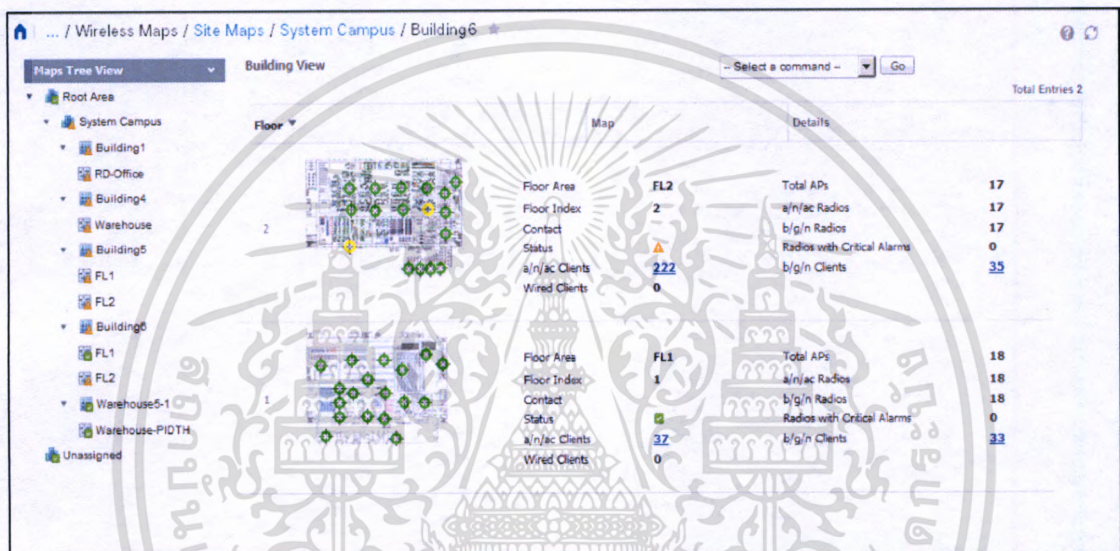 ... / Wireless Maps / Site Maps / System Campus / Building6
Maps Tree View
Root Area
System Campus
Building1
RD-Office
Building4
Warehouse
Building5
FL1
FL2
Building6
FL1
FL2
Warehouse5-1
Warehouse-PIDTH
Unassigned
Building View
-- Select a command -- Go
Total Entries 2
Floor Map Details
2
Floor Area FL2 Total APs 17
Floor Index 2 a/n/ac Radios 17
Contact b/g/n Radios 17
Status Radios with Critical Alarms 0
a/n/ac Clients 222 b/g/n Clients 35
Wired Clients 0
1
Floor Area FL1 Total APs 18
Floor Index 1 a/n/ac Radios 18
Contact b/g/n Radios 18
Status Radios with Critical Alarms 0
a/n/ac Clients 37 b/g/n Clients 33
Wired Clients 0